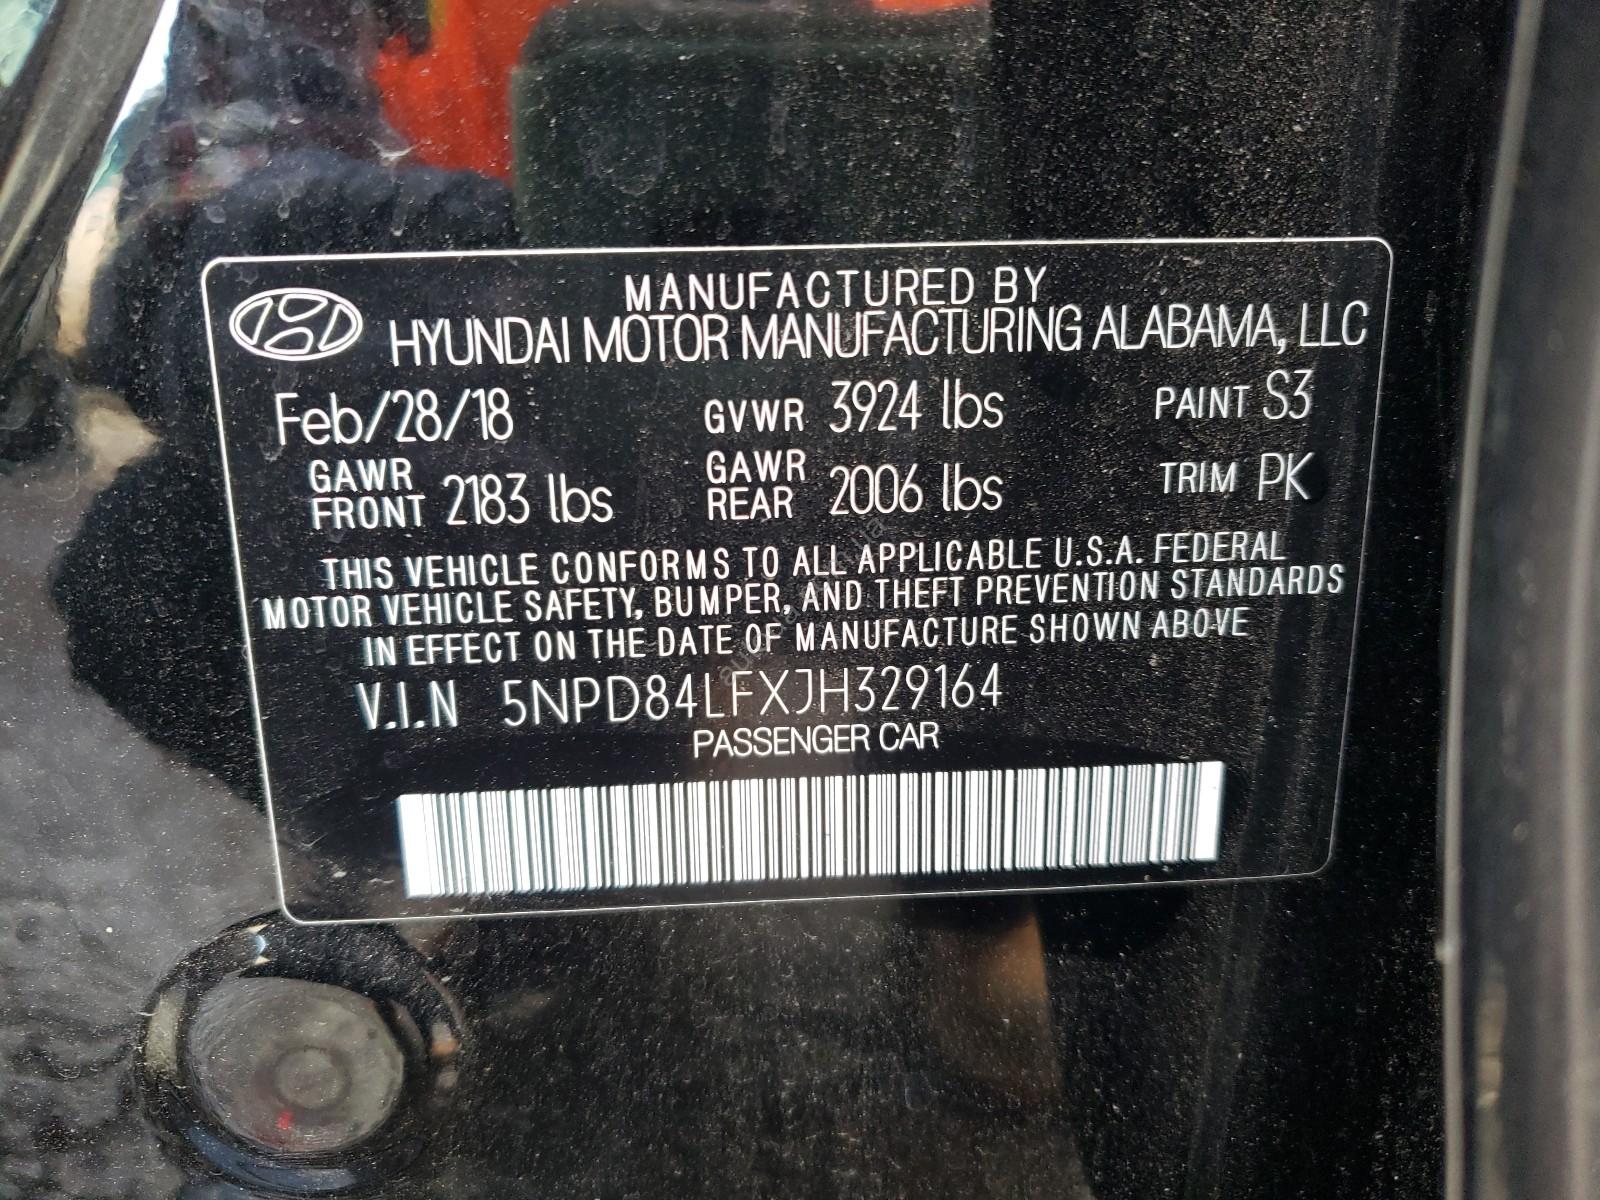 MANUFACTURED BY
HYUNDAI MOTOR MANUFACTURING ALABAMA, LLC
Feb/28/18 GVWR 3924 lbs PAINT S3
GAWR FRONT 2183 lbs GAWR REAR 2006 lbs TRIM PK
THIS VEHICLE CONFORMS TO ALL APPLICABLE U.S.A. FEDERAL
MOTOR VEHICLE SAFETY, BUMPER, AND THEFT PREVENTION STANDARDS
IN EFFECT ON THE DATE OF MANUFACTURE SHOWN ABOVE
V.I.N 5NPD84LFXJH329164
PASSENGER CAR